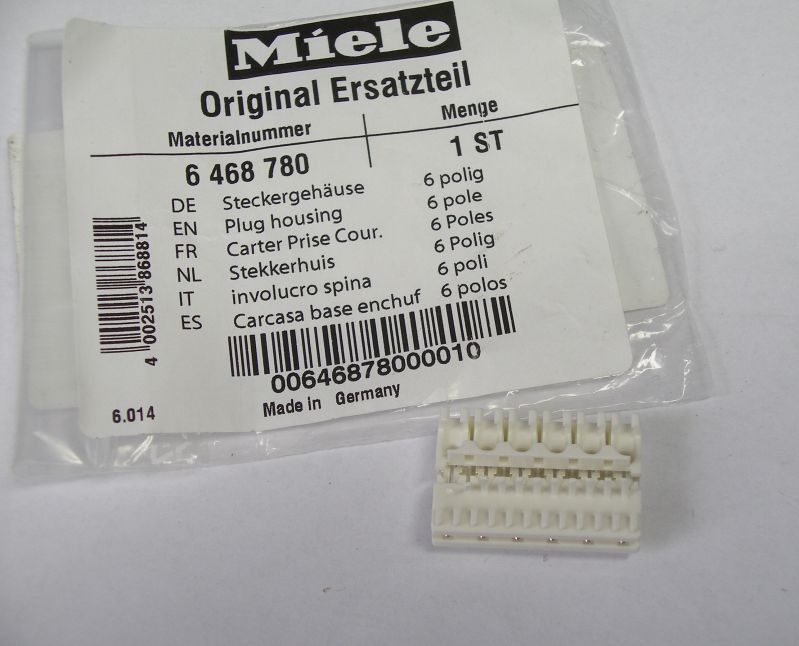 Miele
Original Ersatzteil
Materialnummer Menge
6 468 780 1 ST
DE Steckergehäuse 6 polig
EN Plug housing 6 pole
FR Carter Prise Cour. 6 Poles
NL Stekkerhuis 6 Polig
IT involucro spina 6 poli
ES Carcasa base enchuf 6 polos
4 002513 868814
00646878000010
6.014 Made in Germany